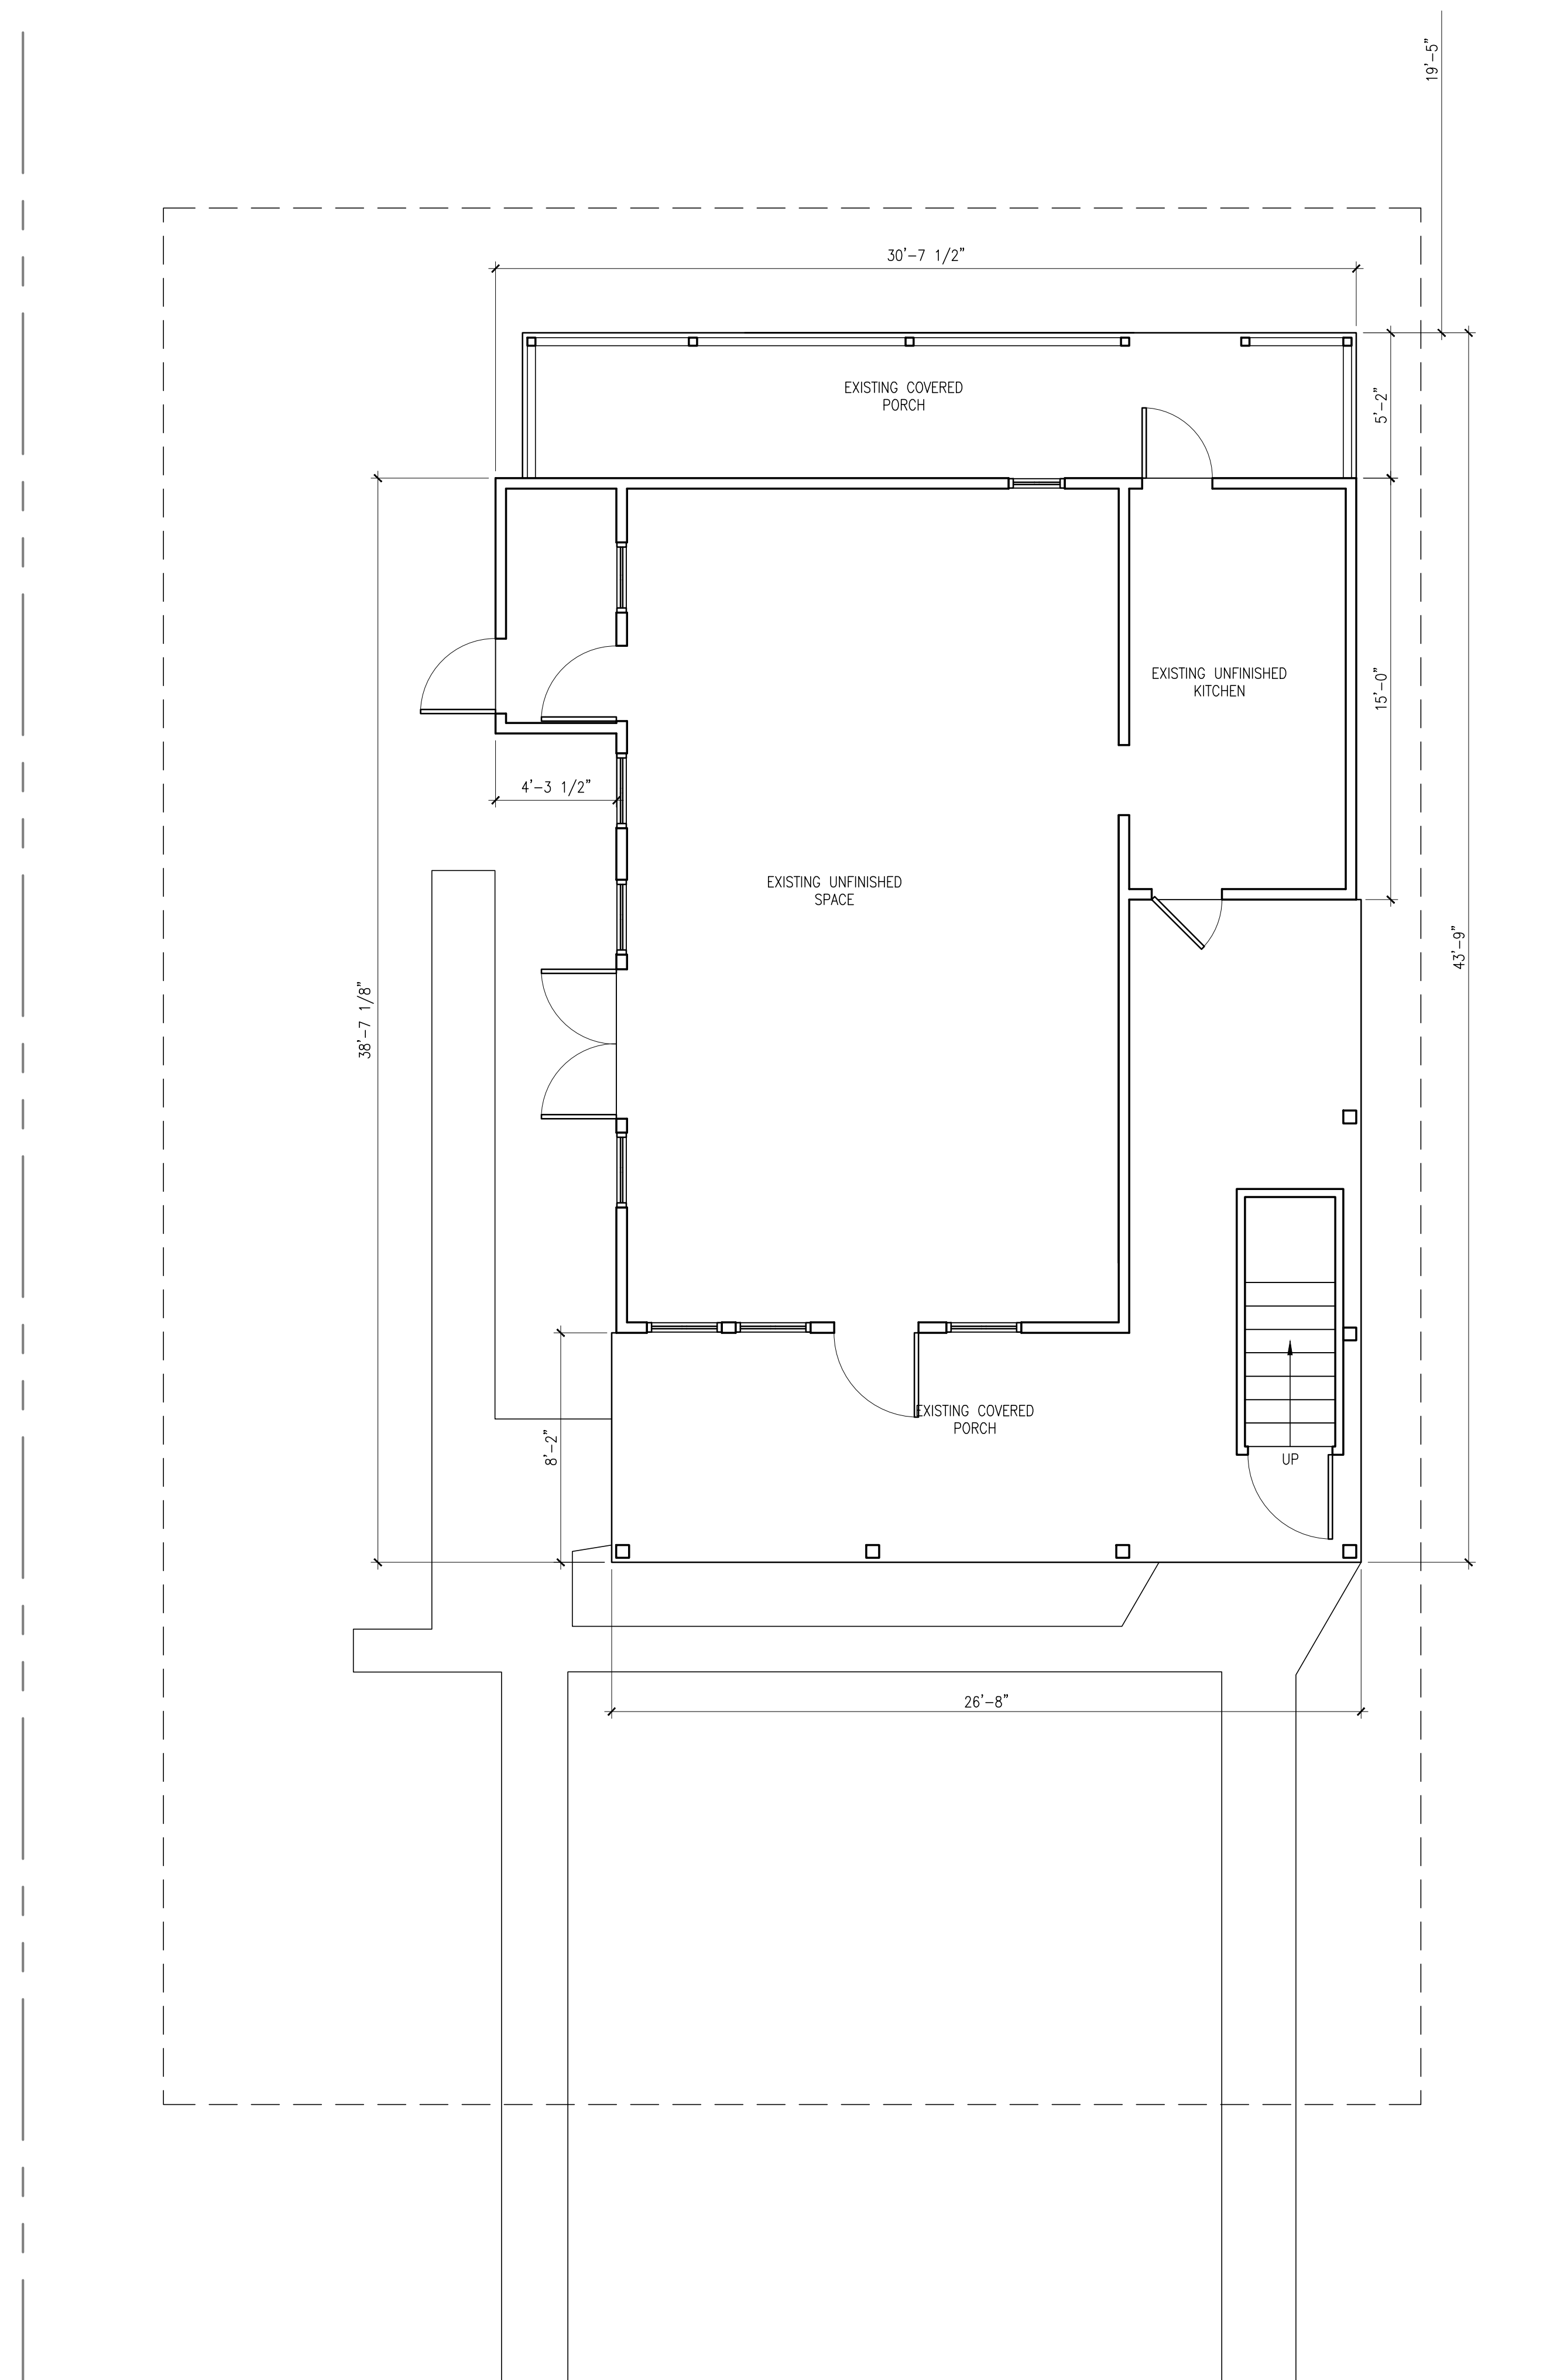 19'-5"
30'-7 1/2"
EXISTING COVERED
PORCH
5'-2"
EXISTING UNFINISHED
KITCHEN
15'-0"
4'-3 1/2"
EXISTING UNFINISHED
SPACE
43'-9"
38'-7 1/8"
EXISTING COVERED
PORCH
8'-2"
UP
26'-8"